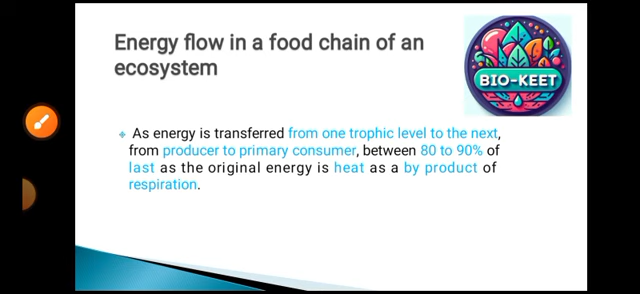 Energy flow in a food chain of an
ecosystem
BIO-KEET
As energy is transferred from one trophic level to the next,
from producer to primary consumer, between 80 to 90% of
last as the original energy is heat as a by product of
respiration.